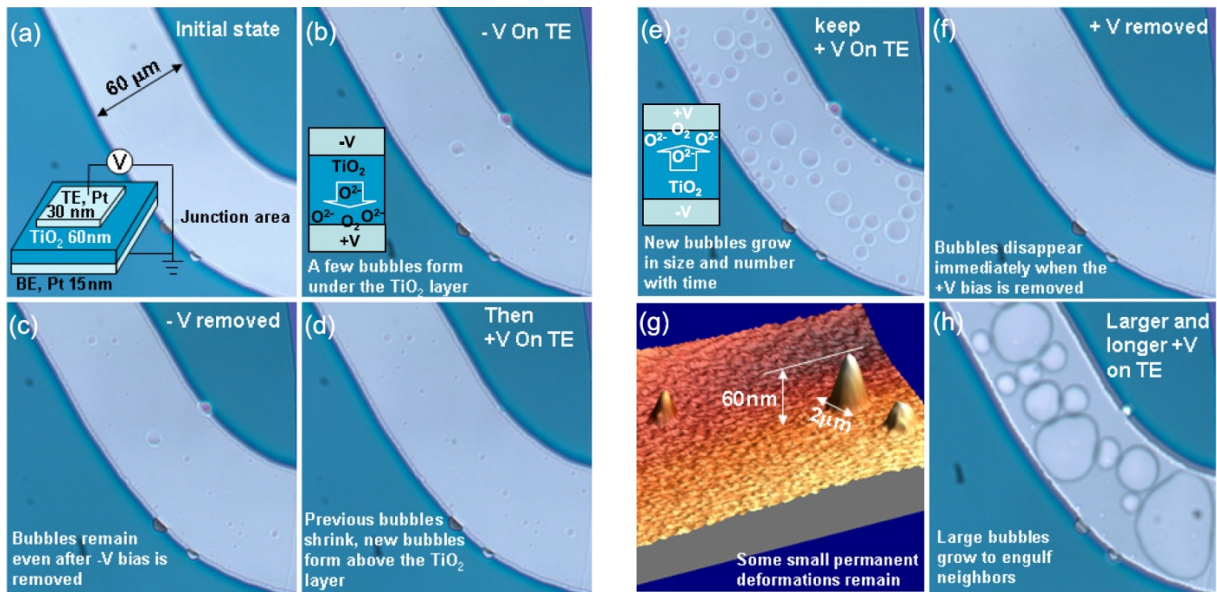 (a)
Initial state
60 μm
V
TE, Pt
30 nm
TiO₂ 60nm
BE, Pt 15nm
Junction area
(b)
- V On TE
-V
TiO₂
O²⁻
O²⁻ O₂ O²⁻
+V
A few bubbles form
under the TiO₂ layer
(c)
- V removed
Bubbles remain
even after -V bias is
removed
(d)
Then
+V On TE
Previous bubbles
shrink, new bubbles
form above the TiO₂
layer
(e)
keep
+ V On TE
+V
O₂
O²⁻ O²⁻
O²⁻
TiO₂
-V
New bubbles grow
in size and number
with time
(f)
+ V removed
Bubbles disappear
immediately when the
+V bias is removed
(g)
60nm
2μm
Some small permanent
deformations remain
(h)
Larger and
longer +V
on TE
Large bubbles
grow to engulf
neighbors